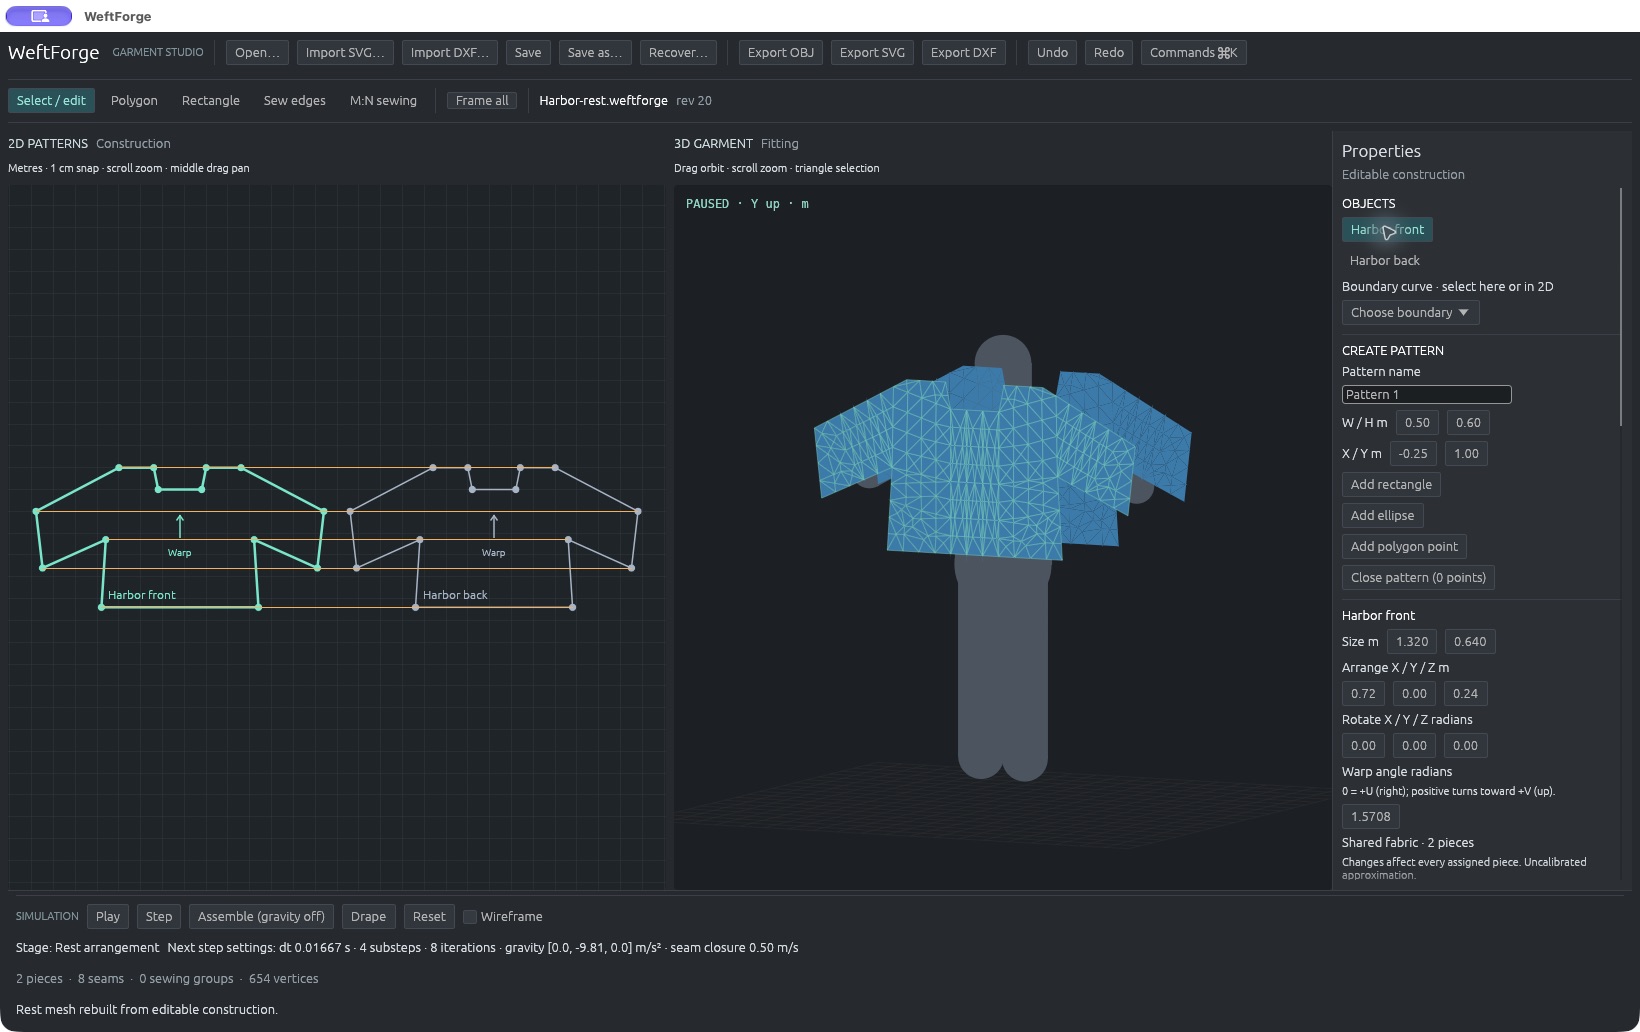 WeftForge
WeftForge GARMENT STUDIO Open... Import SVG... Import DXF... Save Save as... Recover... Export OBJ Export SVG Export DXF Undo Redo Commands ⌘K
Select / edit Polygon Rectangle Sew edges M:N sewing Frame all Harbor-rest.weftforge rev 20
2D PATTERNS Construction
Metres · 1 cm snap · scroll zoom · middle drag pan
Warp
Harbor front
Warp
Harbor back
3D GARMENT Fitting
Drag orbit · scroll zoom · triangle selection
PAUSED · Y up · m
Properties
Editable construction
OBJECTS
Harbor front
Harbor back
Boundary curve · select here or in 2D
Choose boundary
CREATE PATTERN
Pattern name
Pattern 1
W / H m 0.50 0.60
X / Y m -0.25 1.00
Add rectangle
Add ellipse
Add polygon point
Close pattern (0 points)
Harbor front
Size m 1.320 0.640
Arrange X / Y / Z m
0.72 0.00 0.24
Rotate X / Y / Z radians
0.00 0.00 0.00
Warp angle radians
0 = +U (right); positive turns toward +V (up).
1.5708
Shared fabric · 2 pieces
Changes affect every assigned piece. Uncalibrated
approximation.
SIMULATION Play Step Assemble (gravity off) Drape Reset Wireframe
Stage: Rest arrangement Next step settings: dt 0.01667 s · 4 substeps · 8 iterations · gravity [0.0, -9.81, 0.0] m/s² · seam closure 0.50 m/s
2 pieces · 8 seams · 0 sewing groups · 654 vertices
Rest mesh rebuilt from editable construction.